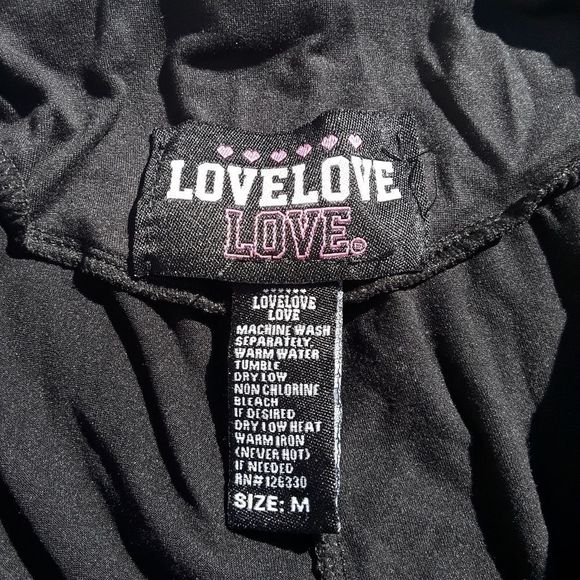 LOVELOVE
LOVE®
LOVELOVE
LOVE
MACHINE WASH
SEPARATELY.
WARM WATER
TUMBLE
DRY LOW
NON CHLORINE
BLEACH
IF DESIRED
DRY LOW HEAT
WARM IRON
(NEVER HOT)
IF NEEDED
RN#126330
SIZE: M